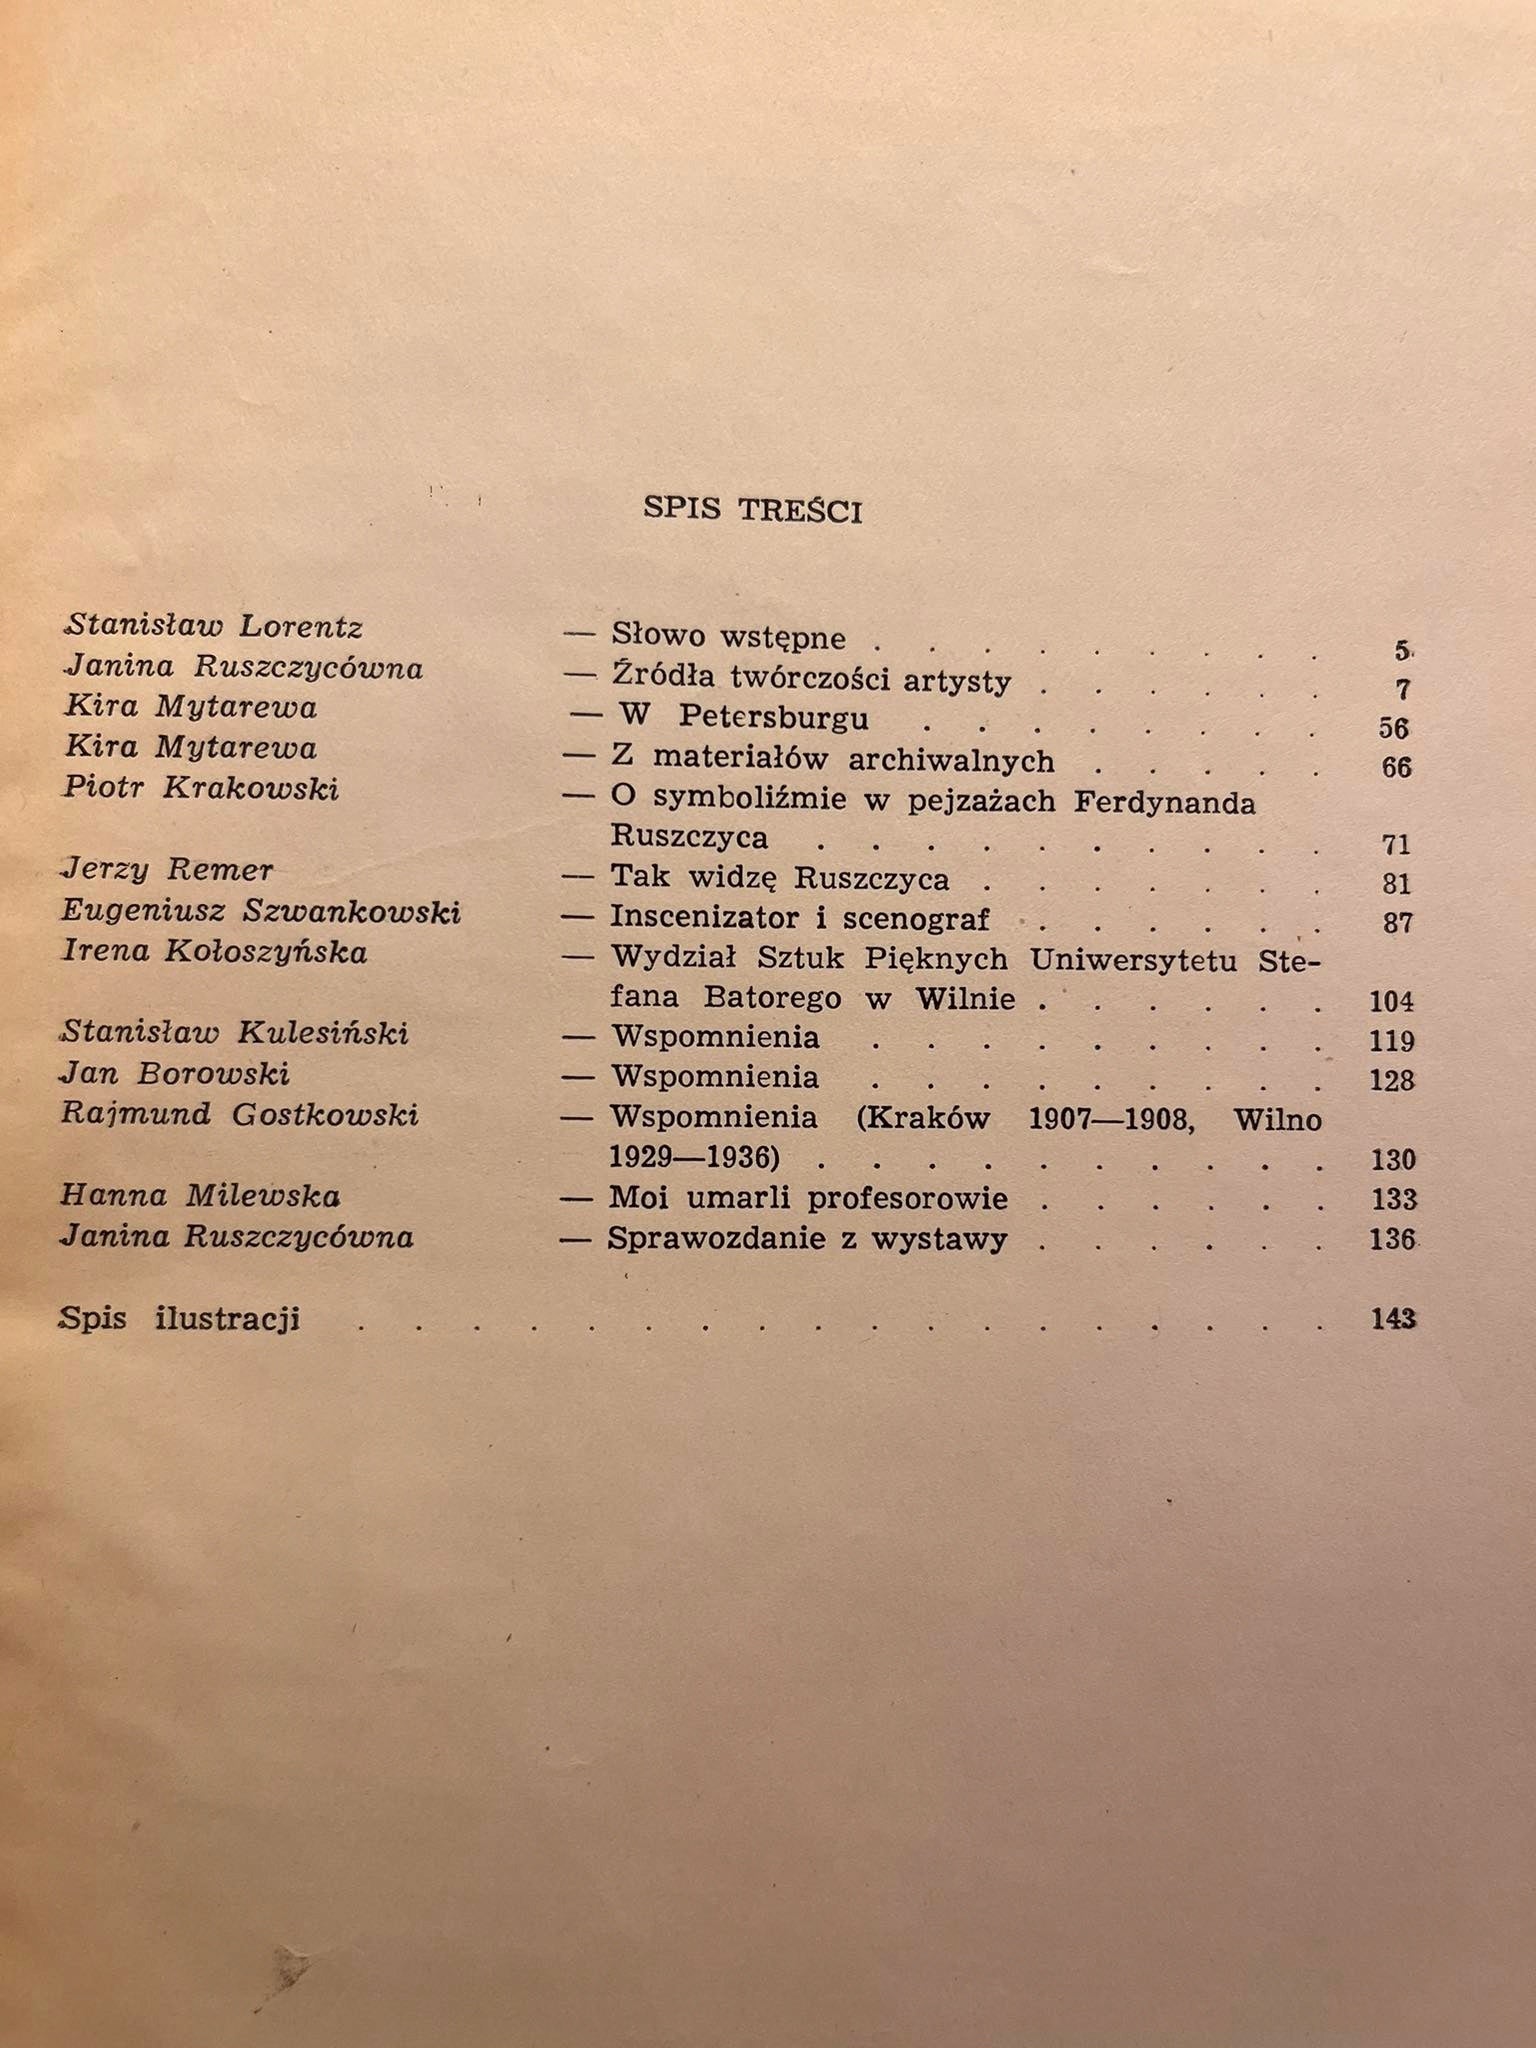 SPIS TREŚCI
Stanisław Lorentz — Słowo wstępne . . . . . . . . . 5
Janina Ruszczycówna — Źródła twórczości artysty . . . . . . 7
Kira Mytarewa — W Petersburgu . . . . . . . . 56
Kira Mytarewa — Z materiałów archiwalnych . . . . . 66
Piotr Krakowski — O symboliźmie w pejzażach Ferdynanda
Ruszczyca . . . . . . . . . . 71
Jerzy Remer — Tak widzę Ruszczyca . . . . . . . 81
Eugeniusz Szwankowski — Inscenizator i scenograf . . . . . . 87
Irena Kołoszyńska — Wydział Sztuk Pięknych Uniwersytetu Ste-
fana Batorego w Wilnie . . . . . . 104
Stanisław Kulesiński — Wspomnienia . . . . . . . . . 119
Jan Borowski — Wspomnienia . . . . . . . . . 128
Rajmund Gostkowski — Wspomnienia (Kraków 1907—1908, Wilno
1929—1936) . . . . . . . . . . 130
Hanna Milewska — Moi umarli profesorowie . . . . . . 133
Janina Ruszczycówna — Sprawozdanie z wystawy . . . . . . 136
Spis ilustracji . . . . . . . . . . . . . . . . . . 143